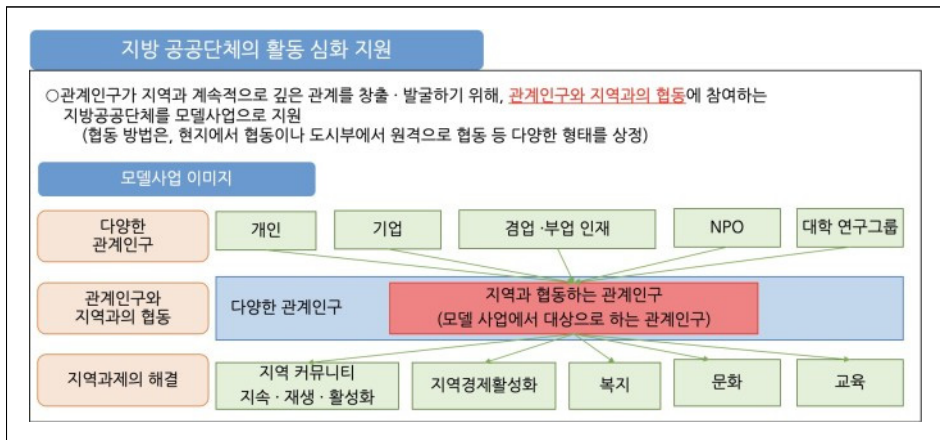 지방 공공단체의 활동 심화 지원
○관계인구가 지역과 계속적으로 깊은 관계를 창출 · 발굴하기 위해, 관계인구와 지역과의 협동에 참여하는
지방공공단체를 모델사업으로 지원
(협동 방법은, 현지에서 협동이나 도시부에서 원격으로 협동 등 다양한 형태를 상정)
모델사업 이미지
다양한
관계인구
개인
기업
겸업 ·부업 인재
NPO
대학 연구그룹
관계인구와
지역과의 협동
다양한 관계인구
지역과 협동하는 관계인구
(모델 사업에서 대상으로 하는 관계인구)
지역과제의 해결
지역 커뮤니티
지속 · 재생 · 활성화
지역경제활성화
복지
문화
교육